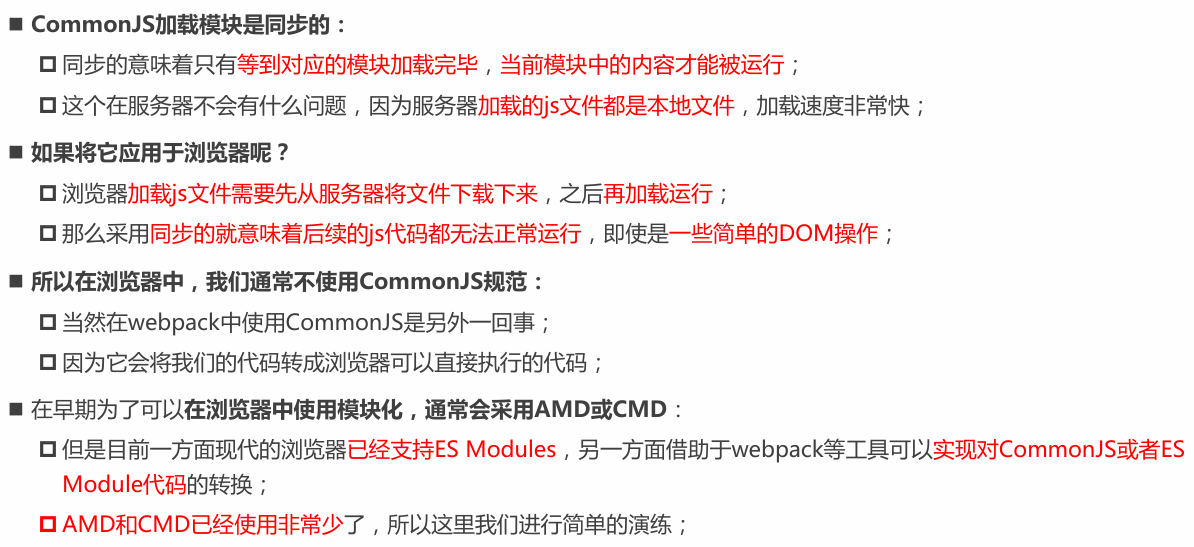 CommonJS加载模块是同步的：
同步的意味着只有等到对应的模块加载完毕，当前模块中的内容才能被运行；
这个在服务器不会有什么问题，因为服务器加载的js文件都是本地文件，加载速度非常快；
如果将它应用于浏览器呢？
浏览器加载js文件需要先从服务器将文件下载下来，之后再加载运行；
那么采用同步的就意味着后续的js代码都无法正常运行，即使是一些简单的DOM操作；
所以在浏览器中，我们通常不使用CommonJS规范：
当然在webpack中使用CommonJS是另外一回事；
因为它会将我们的代码转成浏览器可以直接执行的代码；
在早期为了可以在浏览器中使用模块化，通常会采用AMD或CMD：
但是目前一方面现代的浏览器已经支持ES Modules，另一方面借助于webpack等工具可以实现对CommonJS或者ES
Module代码的转换；
AMD和CMD已经使用非常少了，所以这里我们进行简单的演练；